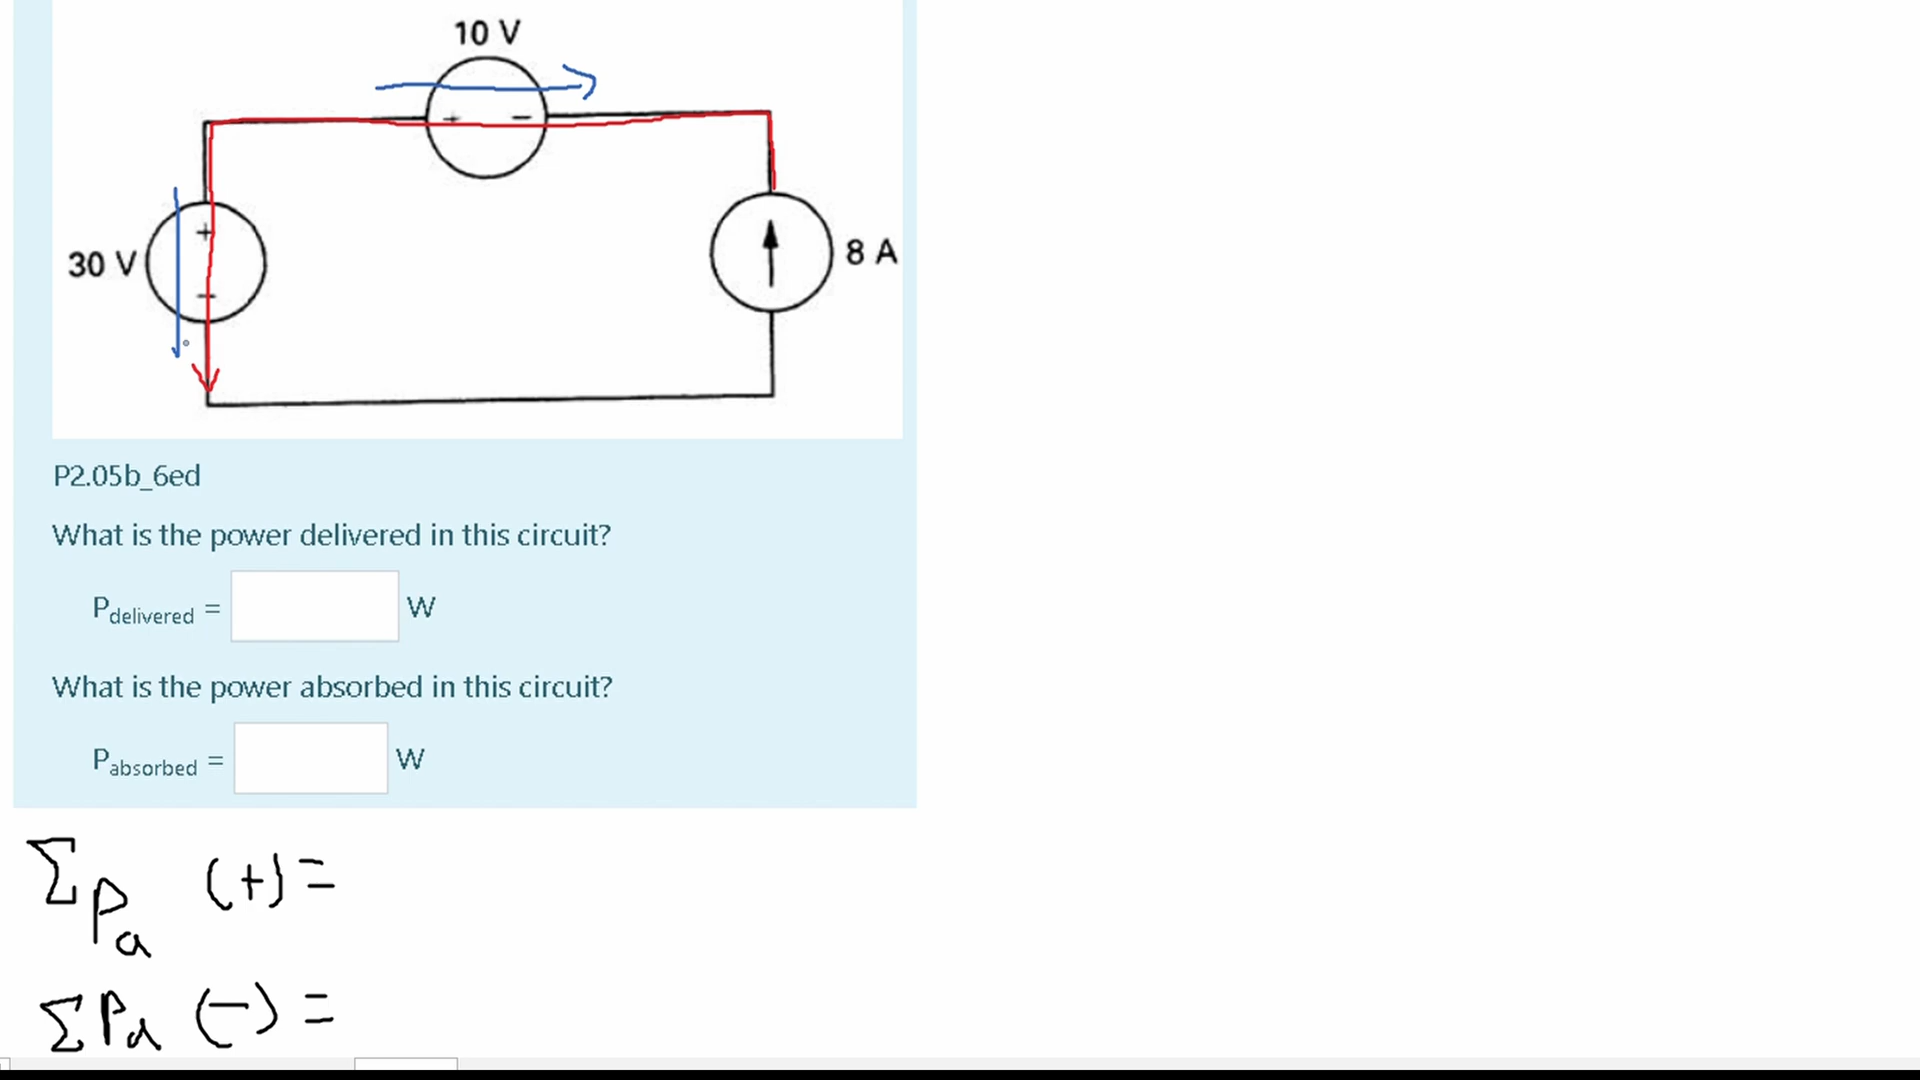 10 V
+ −
+
30 V
8 A
−
P2.05b_6ed
What is the power delivered in this circuit?
Pdelivered = W
What is the power absorbed in this circuit?
Pabsorbed = W
ΣPa (+) =
ΣPd (−) =